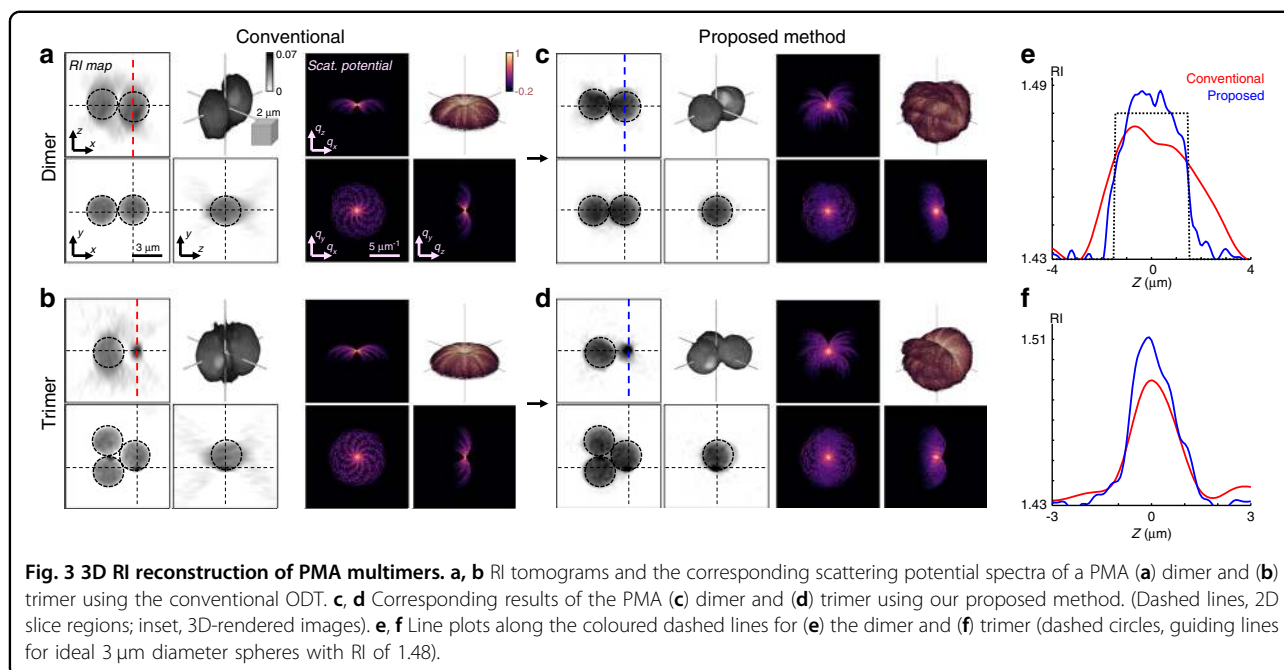 Conventional
Proposed method
a
RI map
0.07
0
2 μm
z
x
Scat. potential
1
-0.2
qz
qx
c
e
RI
Conventional
Proposed
1.49
1.43
-4
0
4
Z (μm)
Dimer
y
x
3 μm
y
z
qy
qx
5 μm⁻¹
qy
qz
b
d
f
RI
1.51
1.43
-3
0
3
Z (μm)
Trimer
Fig. 3 3D RI reconstruction of PMA multimers. a, b RI tomograms and the corresponding scattering potential spectra of a PMA (a) dimer and (b)
trimer using the conventional ODT. c, d Corresponding results of the PMA (c) dimer and (d) trimer using our proposed method. (Dashed lines, 2D
slice regions; inset, 3D-rendered images). e, f Line plots along the coloured dashed lines for (e) the dimer and (f) trimer (dashed circles, guiding lines
for ideal 3 μm diameter spheres with RI of 1.48).